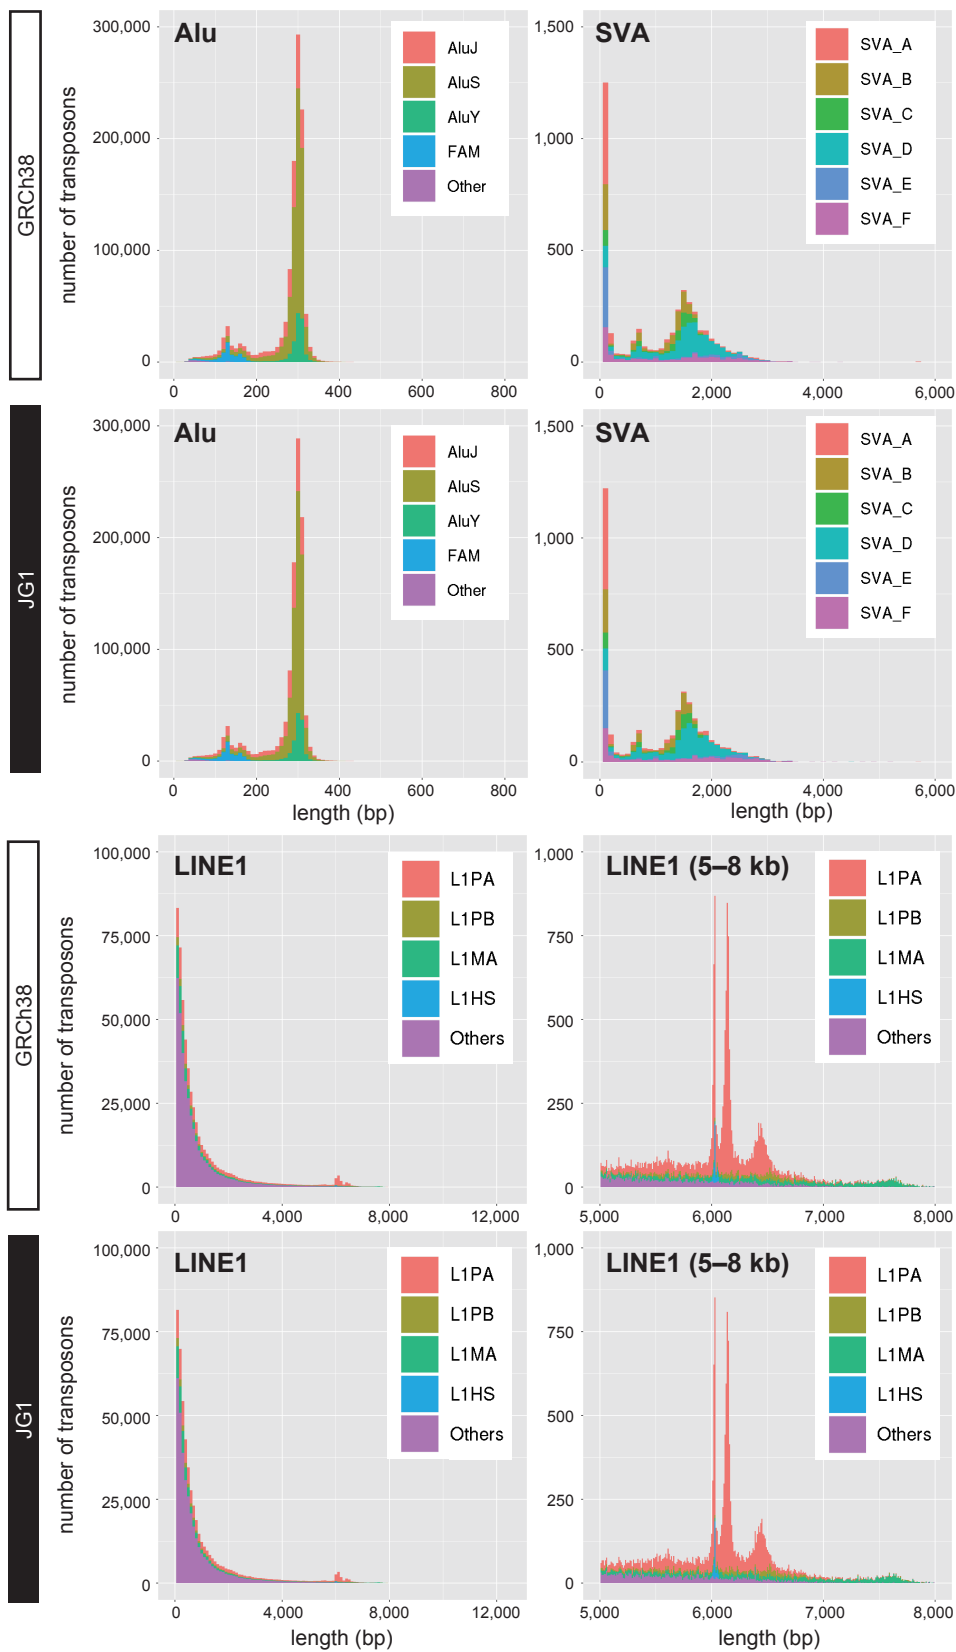 GRCh38
number of transposons
Alu
300,000
200,000
100,000
0
0
200
400
600
800
AluJ
AluS
AluY
FAM
Other
SVA
1,500
1,000
500
0
0
2,000
4,000
6,000
SVA_A
SVA_B
SVA_C
SVA_D
SVA_E
SVA_F
JG1
number of transposons
Alu
300,000
200,000
100,000
0
0
200
400
600
800
length (bp)
AluJ
AluS
AluY
FAM
Other
SVA
1,500
1,000
500
0
0
2,000
4,000
6,000
length (bp)
SVA_A
SVA_B
SVA_C
SVA_D
SVA_E
SVA_F
GRCh38
number of transposons
LINE1
100,000
75,000
50,000
25,000
0
0
4,000
8,000
12,000
L1PA
L1PB
L1MA
L1HS
Others
LINE1 (5–8 kb)
1,000
750
500
250
0
5,000
6,000
7,000
8,000
L1PA
L1PB
L1MA
L1HS
Others
JG1
number of transposons
LINE1
100,000
75,000
50,000
25,000
0
0
4,000
8,000
12,000
length (bp)
L1PA
L1PB
L1MA
L1HS
Others
LINE1 (5–8 kb)
1,000
750
500
250
0
5,000
6,000
7,000
8,000
length (bp)
L1PA
L1PB
L1MA
L1HS
Others